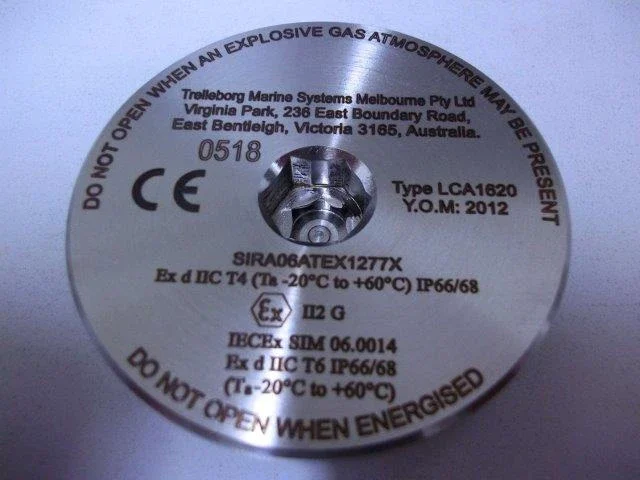 DO NOT OPEN WHEN AN EXPLOSIVE GAS ATMOSPHERE MAY BE PRESENT
Trelleborg Marine Systems Melbourne Pty Ltd
Virginia Park, 236 East Boundary Road,
East Bentleigh, Victoria 3165, Australia.
0518
CE
Type LCA1620
Y.O.M: 2012
SIRA06ATEX1277X
Ex d IIC T4 (Ta -20°C to +60°C) IP66/68
Ex II2 G
IECEx SIM 06.0014
Ex d IIC T6 IP66/68
(Ta -20°C to +60°C)
DO NOT OPEN WHEN ENERGISED